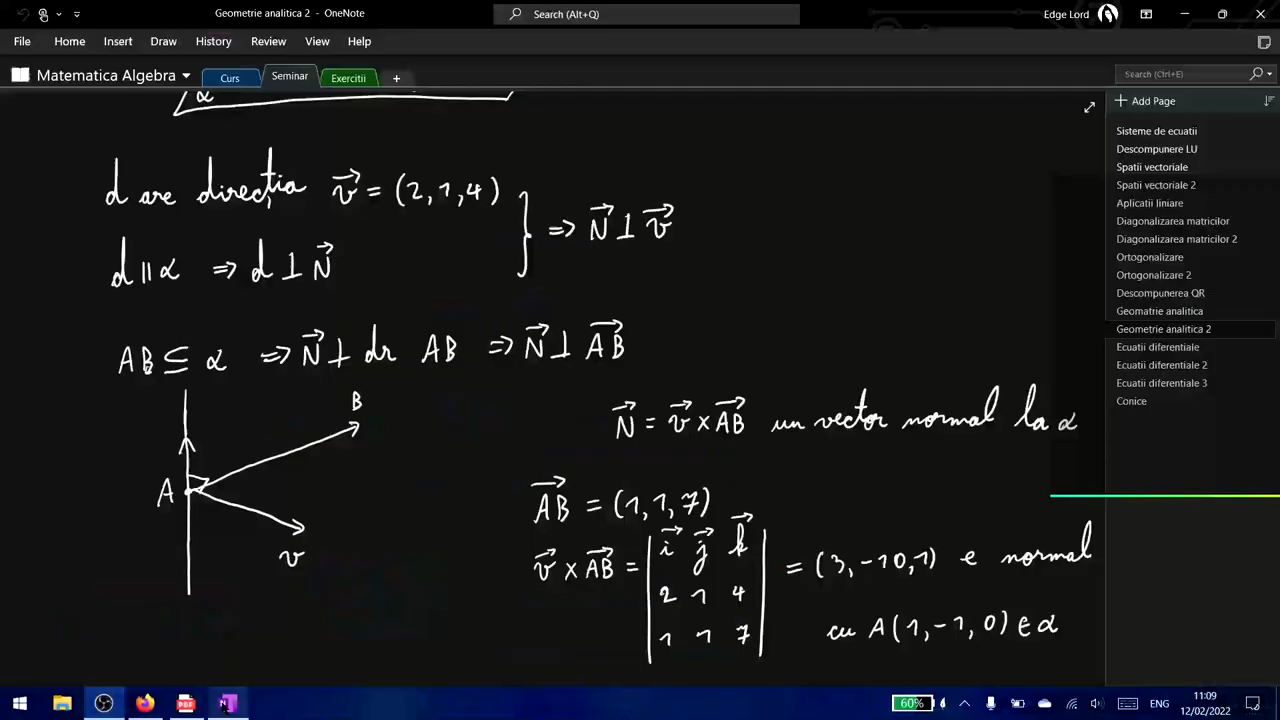 Geometrie analitica 2 - OneNote
Search (Alt+Q)
Edge Lord
File Home Insert Draw History Review View Help
Matematica Algebra
Curs
Seminar
Exercitii
Search (Ctrl+E)
Add Page
Sisteme de ecuatii
Descompunere LU
Spatii vectoriale
Spatii vectoriale 2
Aplicatii liniare
Diagonalizarea matricilor
Diagonalizarea matricilor 2
Ortogonalizare
Ortogonalizare 2
Descompunerea QR
Geomatrie analitica
Geometrie analitica 2
Ecuatii diferentiale
Ecuatii diferentiale 2
Ecuatii diferentiale 3
Conice
α
d are direcția v⃗ = (2,1,4)
d || α ⇒ d ⊥ N⃗
} ⇒ N⃗ ⊥ v⃗
AB ⊆ α ⇒ N⃗ ⊥ dr AB ⇒ N⃗ ⊥ AB⃗
B
A
v
N⃗ = v⃗ × AB⃗ un vector normal la α
AB⃗ = (1,1,7)
v⃗ × AB⃗ = | i⃗ j⃗ k⃗ | = (3,-10,1) e normal
2 1 4
1 1 7
cu A(1,-1,0) ∈ α
60%
ENG
11:09
12/02/2022